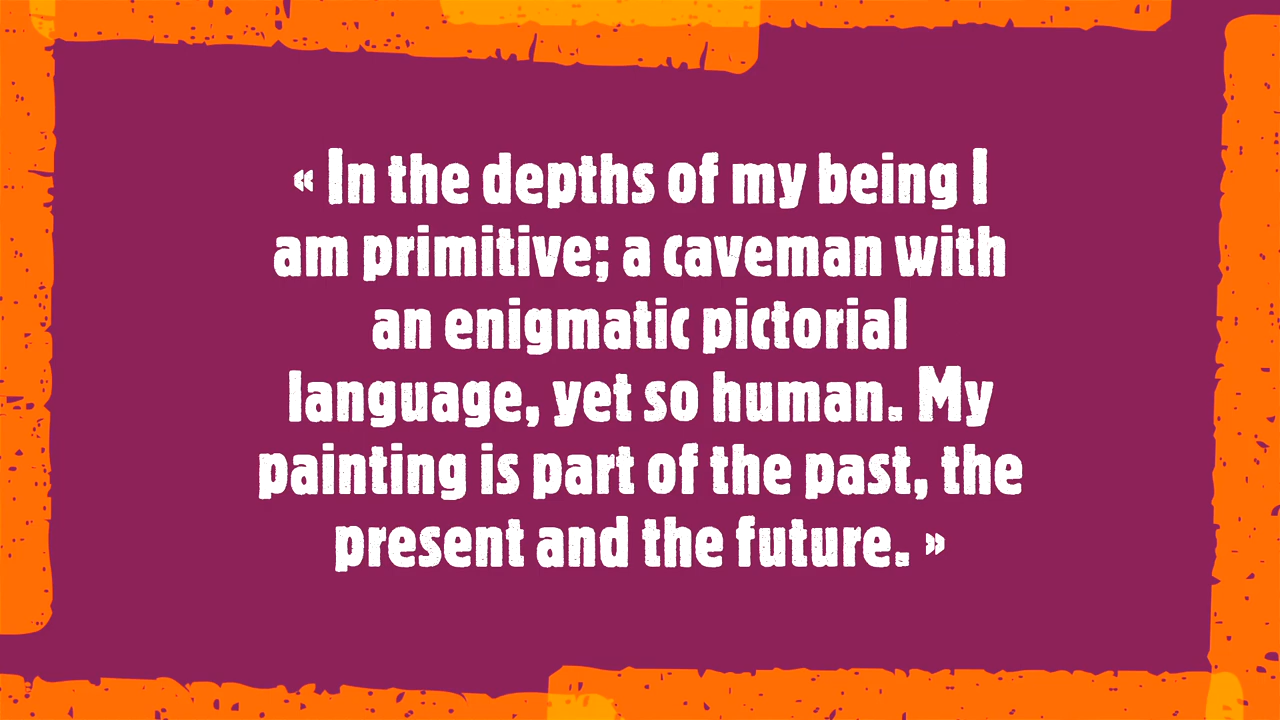 « In the depths of my being I
am primitive; a caveman with
an enigmatic pictorial
language, yet so human. My
painting is part of the past, the
present and the future. »